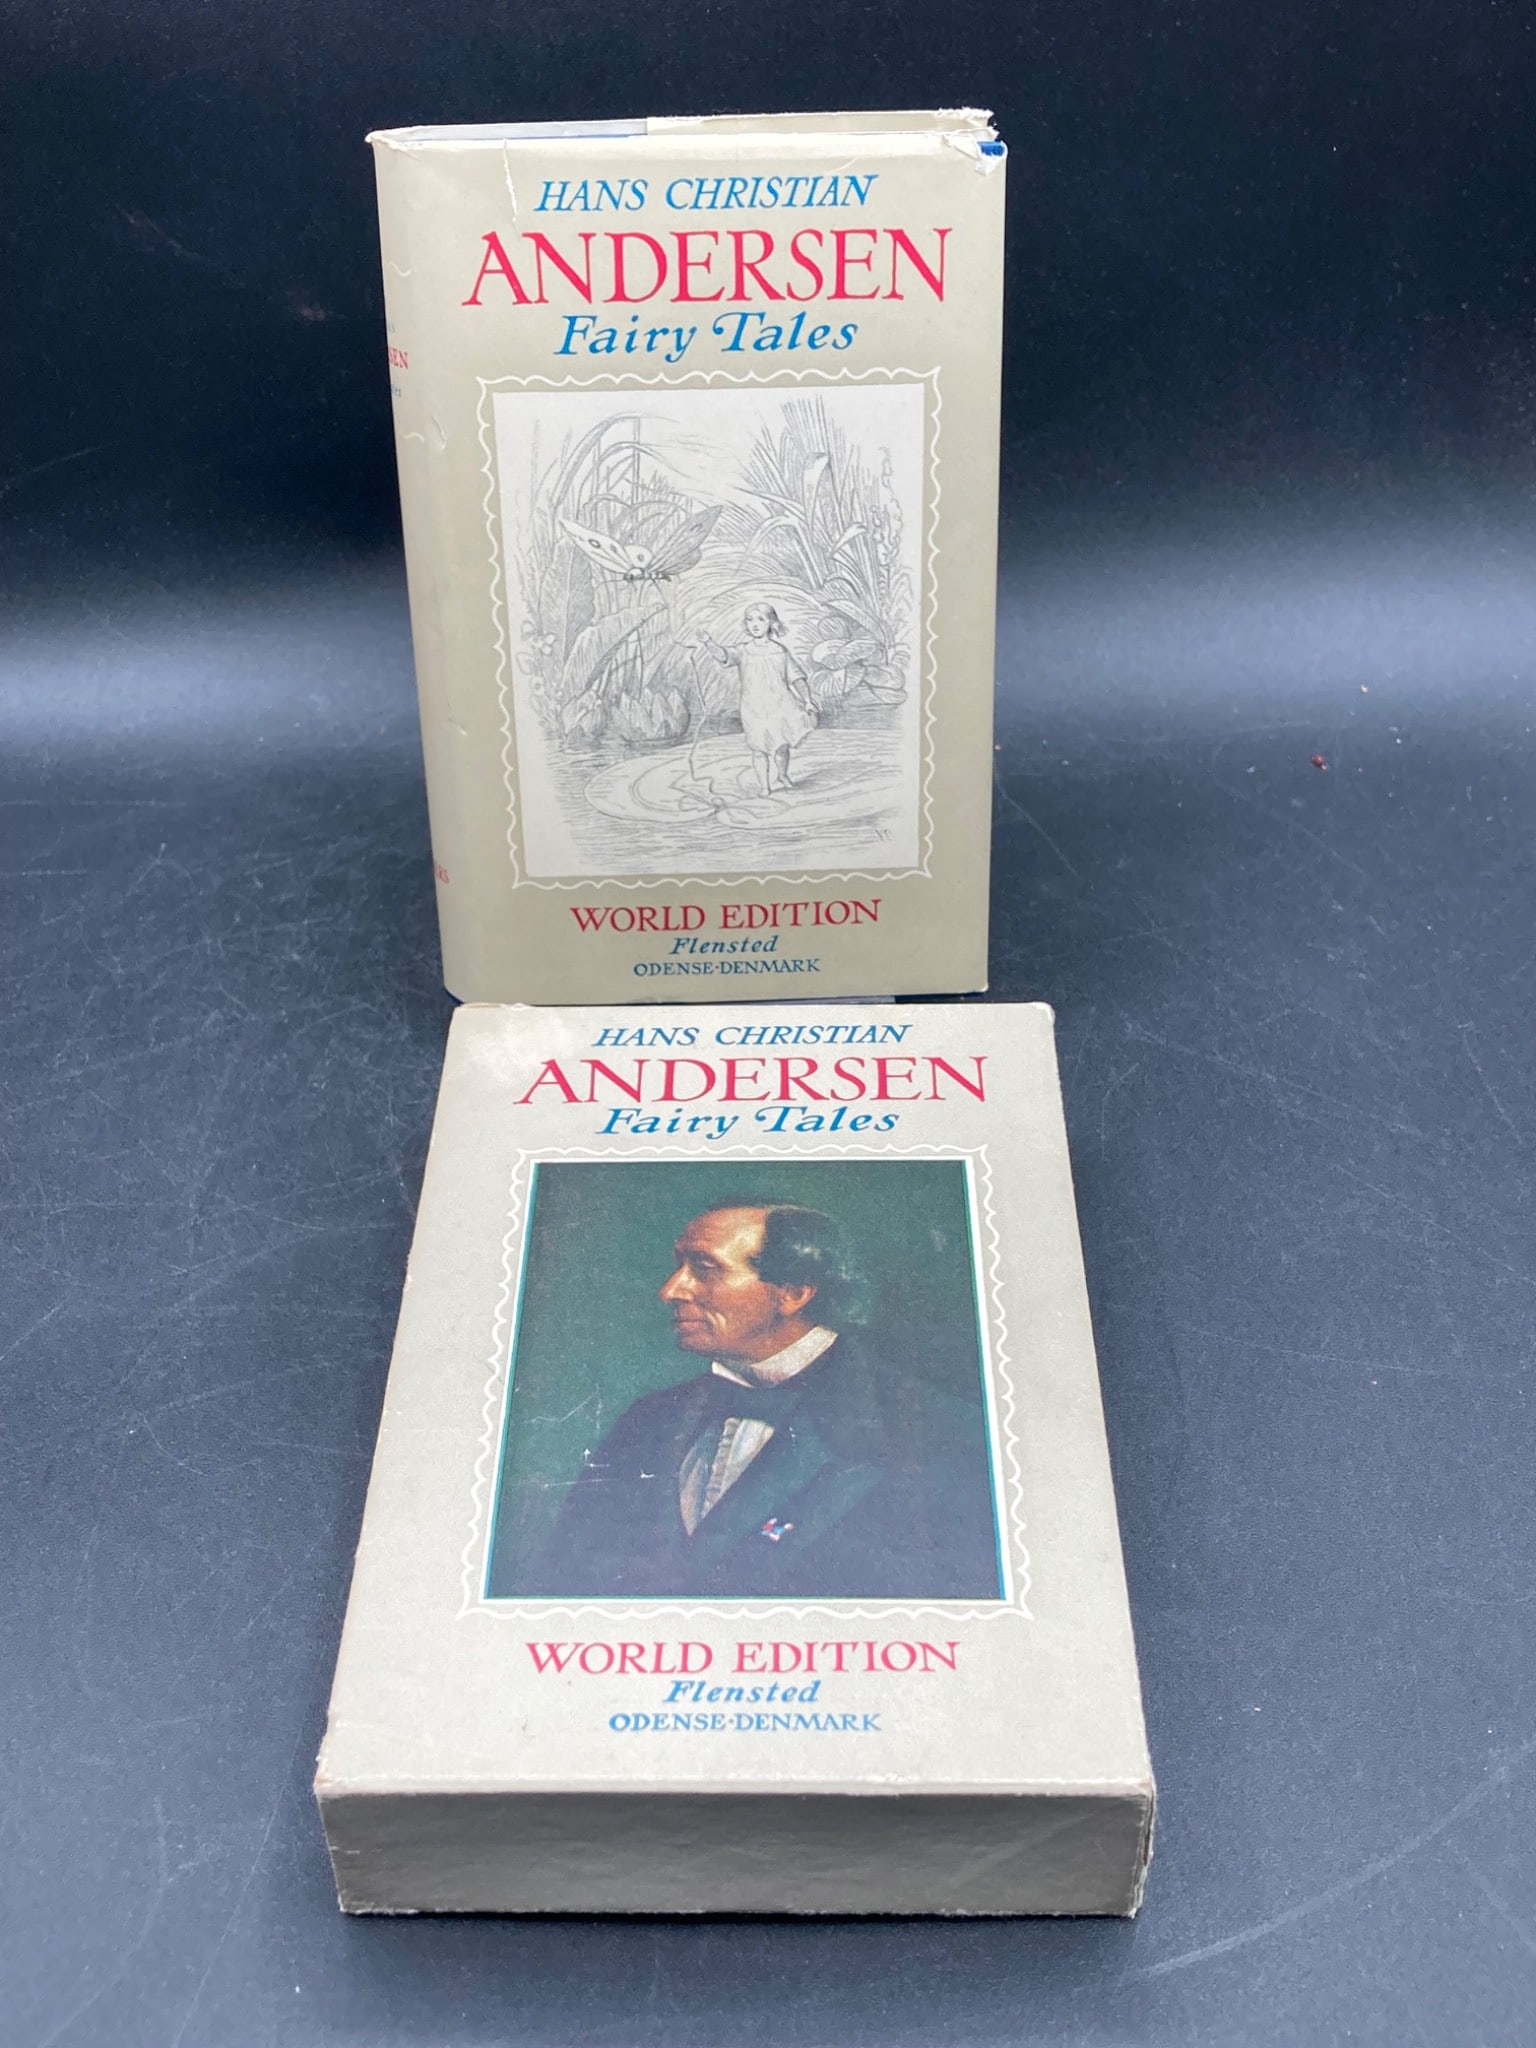 HANS CHRISTIAN
ANDERSEN
Fairy Tales
WORLD EDITION
Flensted
ODENSE·DENMARK
HANS CHRISTIAN
ANDERSEN
Fairy Tales
WORLD EDITION
Flensted
ODENSE·DENMARK